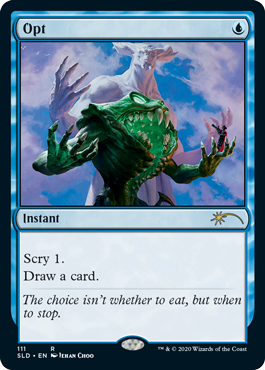 Opt
Instant
Scry 1.
Draw a card.
The choice isn't whether to eat, but when
to stop.
111 R
SLD • EN Jehan Choo
™ & © 2020 Wizards of the Coast